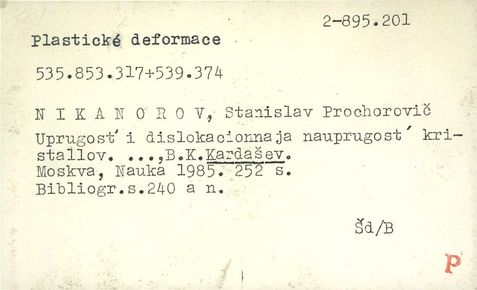 2-895.201
Plastické deformace
535.853.317+539.374
N I K A N O R O V, Stanislav Prochorovič
Uprugost´ i dislokacionnaja nauprugost´ kri-
stallov. ...,B.K.Kardašev.
Moskva, Nauka 1985. 252 s.
Bibliogr.s.240 a n.
Šd/B
P